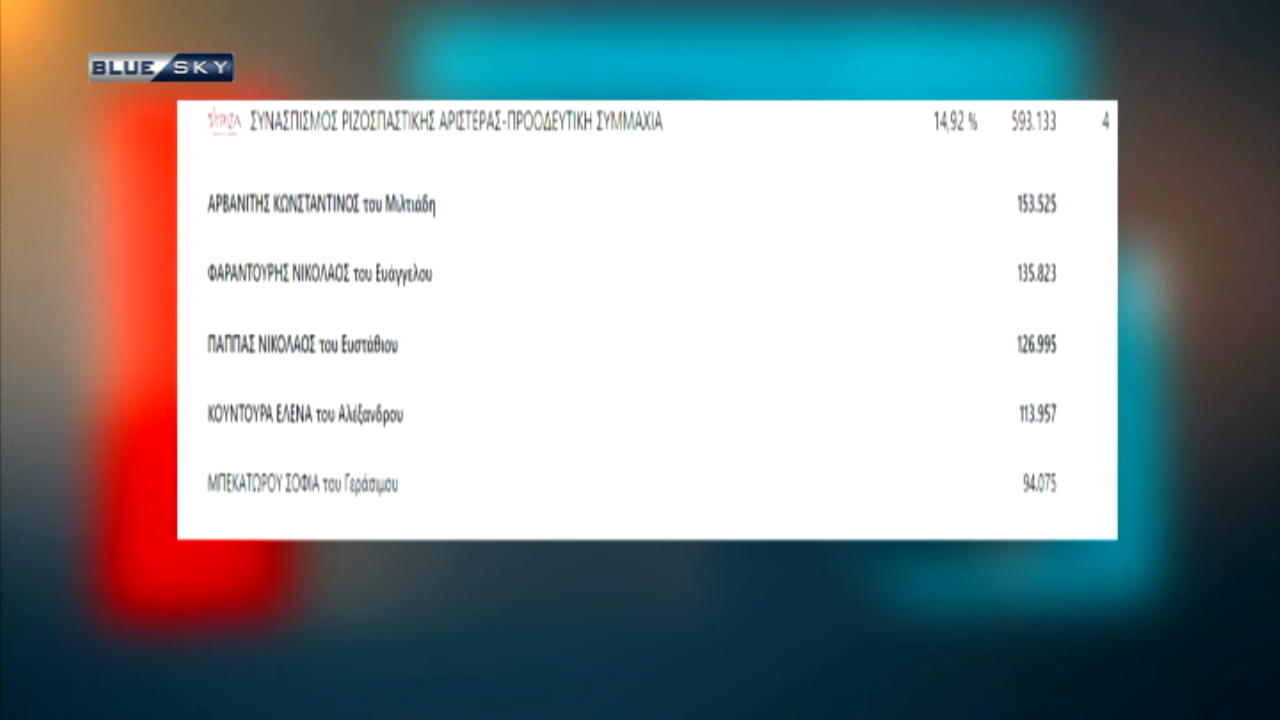 BLUE SKY
ΣΥΡΙΖΑ ΣΥΝΑΣΠΙΣΜΟΣ ΡΙΖΟΣΠΑΣΤΙΚΗΣ ΑΡΙΣΤΕΡΑΣ-ΠΡΟΟΔΕΥΤΙΚΗ ΣΥΜΜΑΧΙΑ 14,92 % 593.133 4
ΑΡΒΑΝΙΤΗΣ ΚΩΝΣΤΑΝΤΙΝΟΣ του Μιλτιάδη 153.525
ΦΑΡΑΝΤΟΥΡΗΣ ΝΙΚΟΛΑΟΣ του Ευάγγελου 135.823
ΠΑΠΠΑΣ ΝΙΚΟΛΑΟΣ του Ευστάθιου 126.995
ΚΟΥΝΤΟΥΡΑ ΕΛΕΝΑ του Αλέξανδρου 113.957
ΜΠΕΚΑΤΩΡΟΥ ΣΟΦΙΑ του Γεράσιμου 94.075